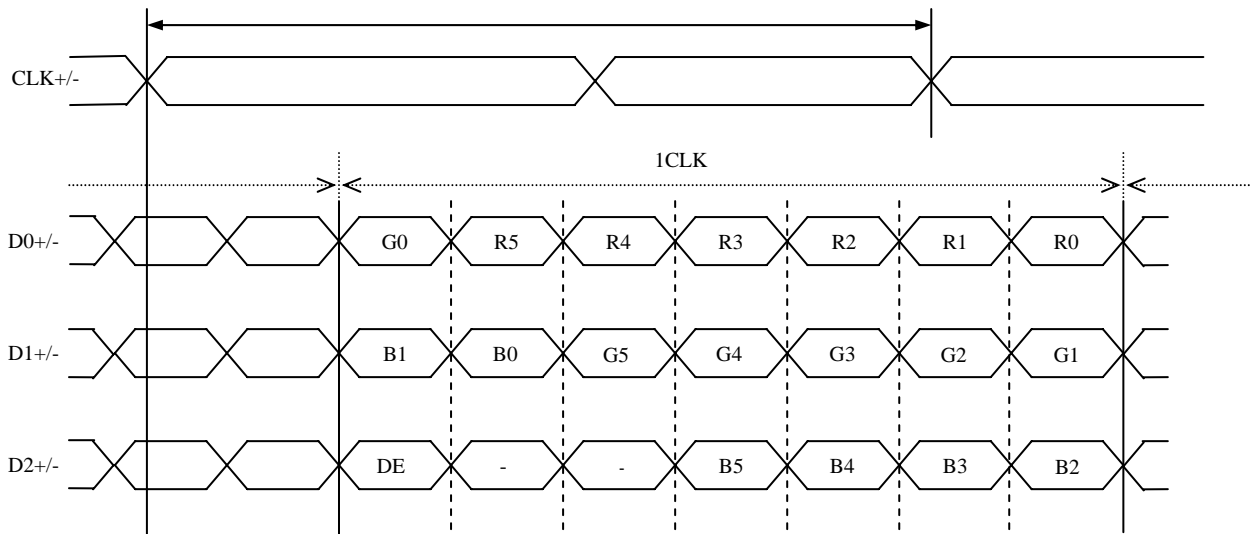 CLK+/-
1CLK
D0+/- G0 R5 R4 R3 R2 R1 R0
D1+/- B1 B0 G5 G4 G3 G2 G1
D2+/- DE - - B5 B4 B3 B2